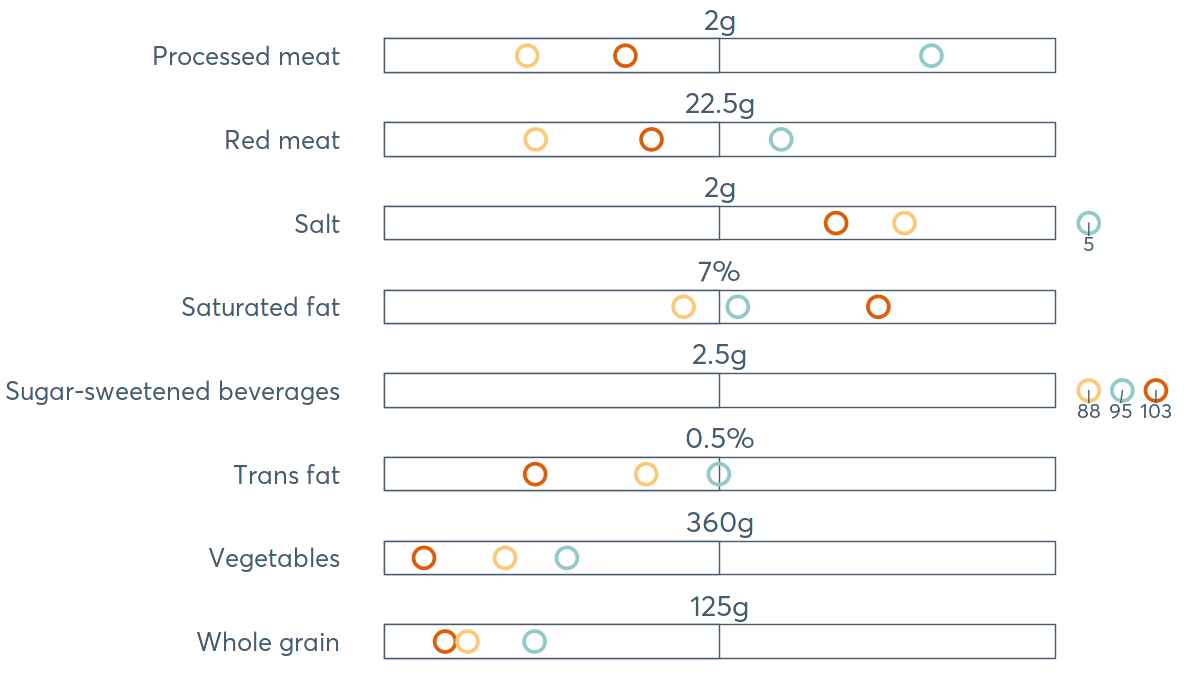 2g
Processed meat
22.5g
Red meat
2g
Salt
5
7%
Saturated fat
2.5g
Sugar-sweetened beverages
88 95 103
0.5%
Trans fat
360g
Vegetables
125g
Whole grain